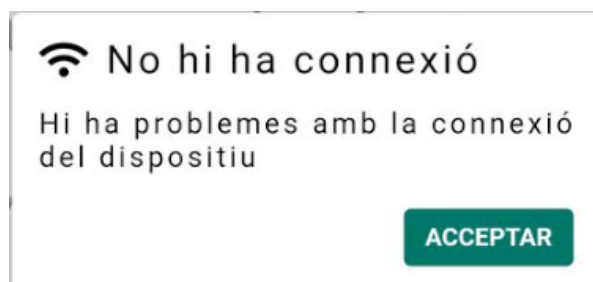 No hi ha connexió
Hi ha problemes amb la connexió
del dispositiu
ACCEPTAR